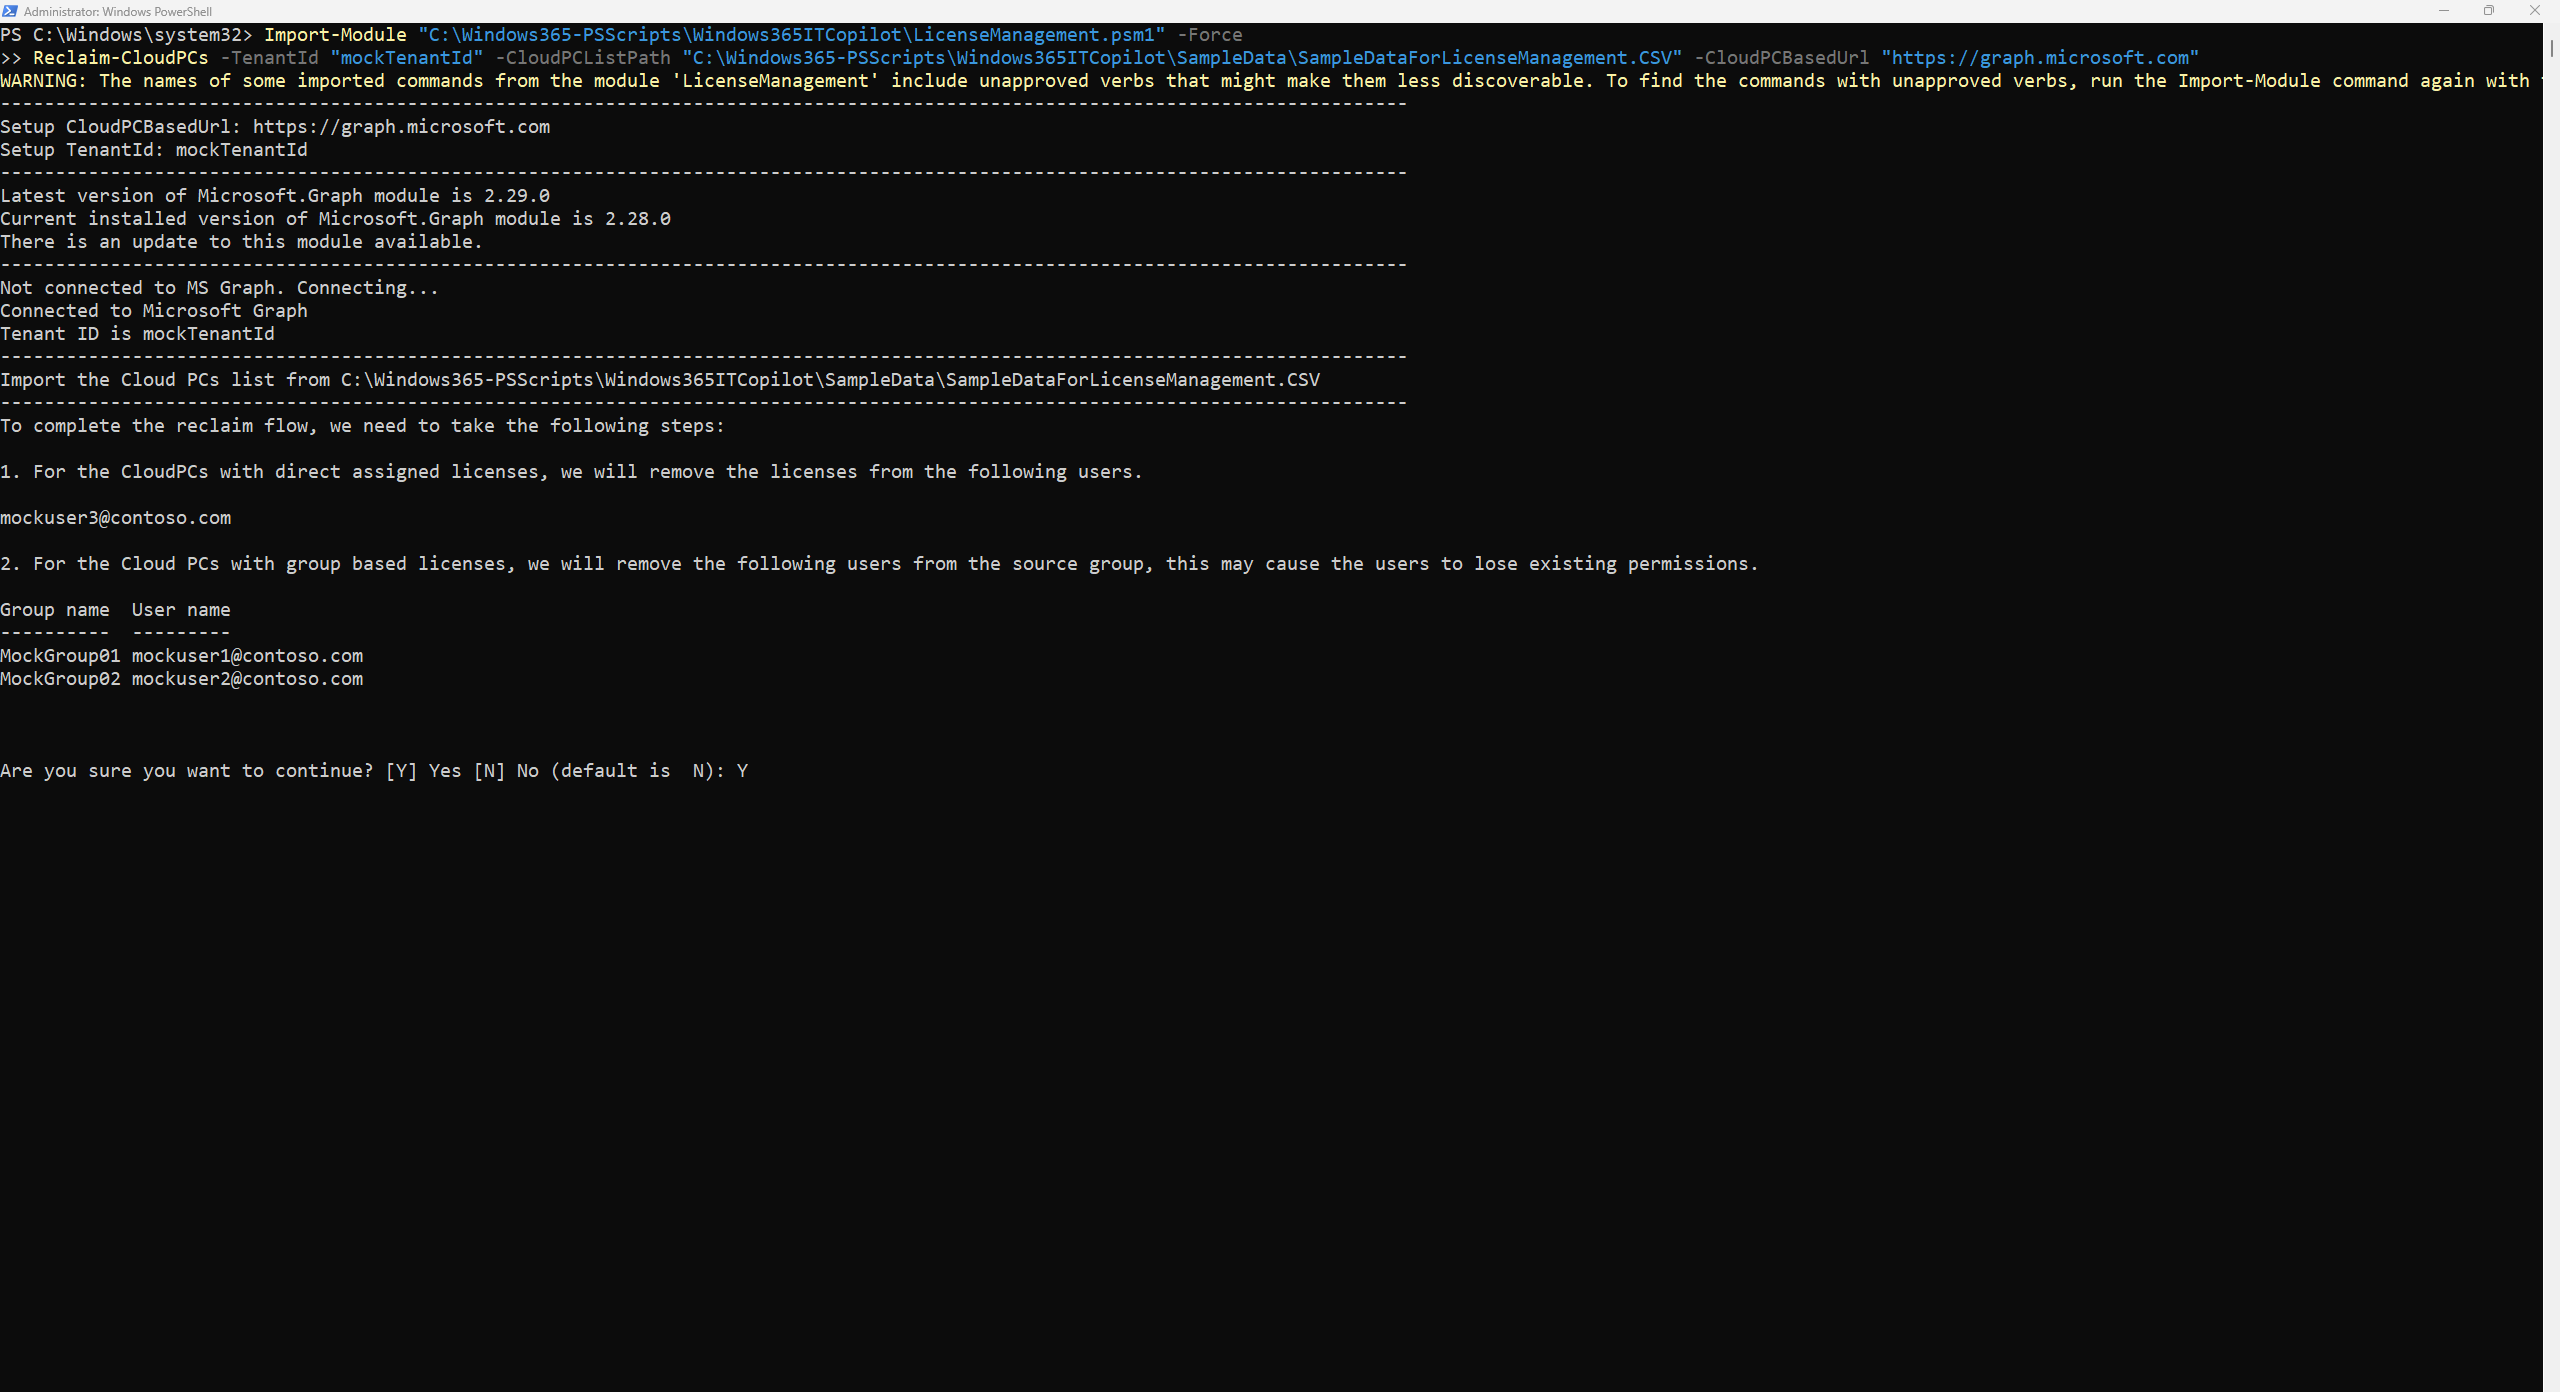 Administrator: Windows PowerShell
PS C:\Windows\system32> Import-Module "C:\Windows365-PSScripts\Windows365ITCopilot\LicenseManagement.psm1" -Force
>> Reclaim-CloudPCs -TenantId "mockTenantId" -CloudPCListPath "C:\Windows365-PSScripts\Windows365ITCopilot\SampleData\SampleDataForLicenseManagement.CSV" -CloudPCBasedUrl "https://graph.microsoft.com"
WARNING: The names of some imported commands from the module 'LicenseManagement' include unapproved verbs that might make them less discoverable. To find the commands with unapproved verbs, run the Import-Module command again with
--------------------------------------------------------------------------------------------------------------------------------
Setup CloudPCBasedUrl: https://graph.microsoft.com
Setup TenantId: mockTenantId
--------------------------------------------------------------------------------------------------------------------------------
Latest version of Microsoft.Graph module is 2.29.0
Current installed version of Microsoft.Graph module is 2.28.0
There is an update to this module available.
--------------------------------------------------------------------------------------------------------------------------------
Not connected to MS Graph. Connecting...
Connected to Microsoft Graph
Tenant ID is mockTenantId
--------------------------------------------------------------------------------------------------------------------------------
Import the Cloud PCs list from C:\Windows365-PSScripts\Windows365ITCopilot\SampleData\SampleDataForLicenseManagement.CSV
--------------------------------------------------------------------------------------------------------------------------------
To complete the reclaim flow, we need to take the following steps:
1. For the CloudPCs with direct assigned licenses, we will remove the licenses from the following users.
mockuser3@contoso.com
2. For the Cloud PCs with group based licenses, we will remove the following users from the source group, this may cause the users to lose existing permissions.
Group name  User name
----------  ---------
MockGroup01 mockuser1@contoso.com
MockGroup02 mockuser2@contoso.com
Are you sure you want to continue? [Y] Yes [N] No (default is  N): Y